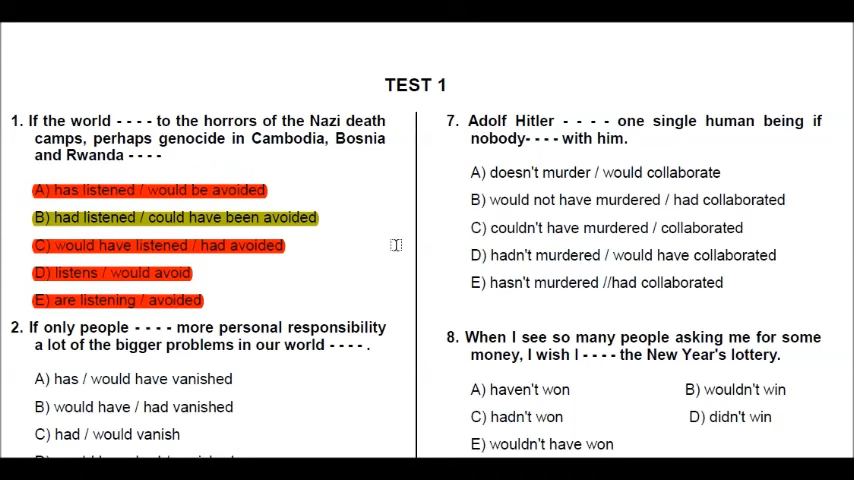 TEST 1
1. If the world - - - - to the horrors of the Nazi death
camps, perhaps genocide in Cambodia, Bosnia
and Rwanda - - - -
A) has listened / would be avoided
B) had listened / could have been avoided
C) would have listened / had avoided
D) listens / would avoid
E) are listening / avoided
2. If only people - - - - more personal responsibility
a lot of the bigger problems in our world - - - - .
A) has / would have vanished
B) would have / had vanished
C) had / would vanish
7. Adolf Hitler - - - - one single human being if
nobody- - - - with him.
A) doesn't murder / would collaborate
B) would not have murdered / had collaborated
C) couldn't have murdered / collaborated
D) hadn't murdered / would have collaborated
E) hasn't murdered //had collaborated
8. When I see so many people asking me for some
money, I wish I - - - - the New Year's lottery.
A) haven't won B) wouldn't win
C) hadn't won D) didn't win
E) wouldn't have won